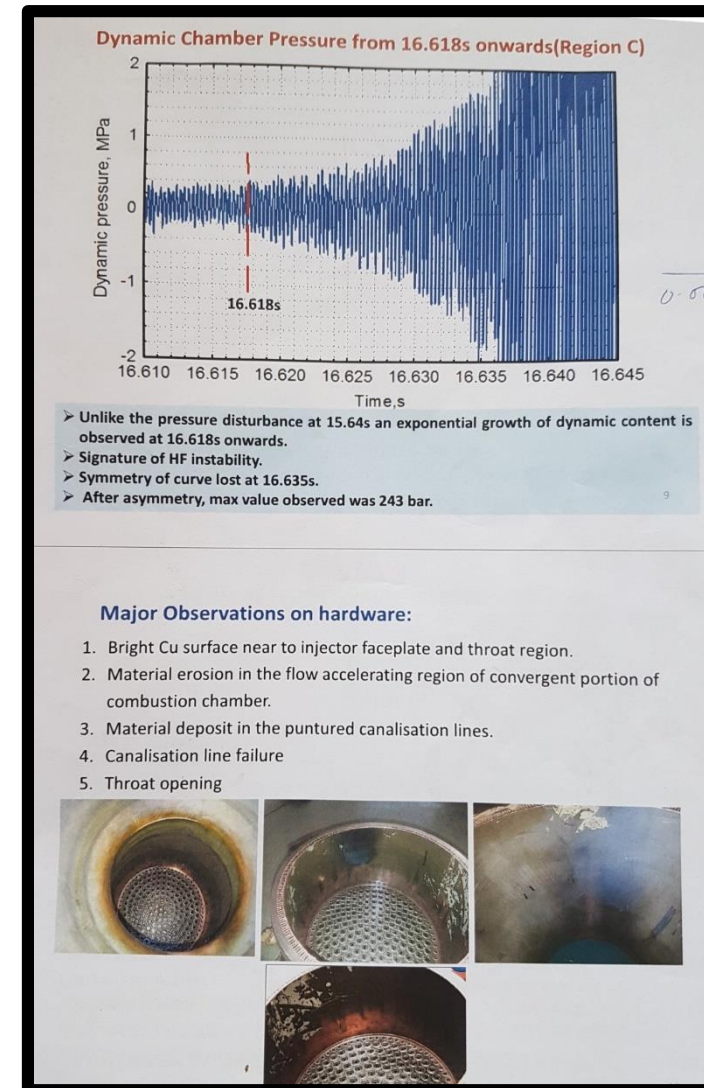 Dynamic Chamber Pressure from 16.618s onwards(Region C)
2
1
0
-1
-2
Dynamic pressure, MPa
16.618s
16.610 16.615 16.620 16.625 16.630 16.635 16.640 16.645
Time,s
➢ Unlike the pressure disturbance at 15.64s an exponential growth of dynamic content is
observed at 16.618s onwards.
➢ Signature of HF instability.
➢ Symmetry of curve lost at 16.635s.
➢ After asymmetry, max value observed was 243 bar.
9
Major Observations on hardware:
1. Bright Cu surface near to injector faceplate and throat region.
2. Material erosion in the flow accelerating region of convergent portion of
combustion chamber.
3. Material deposit in the puntured canalisation lines.
4. Canalisation line failure
5. Throat opening